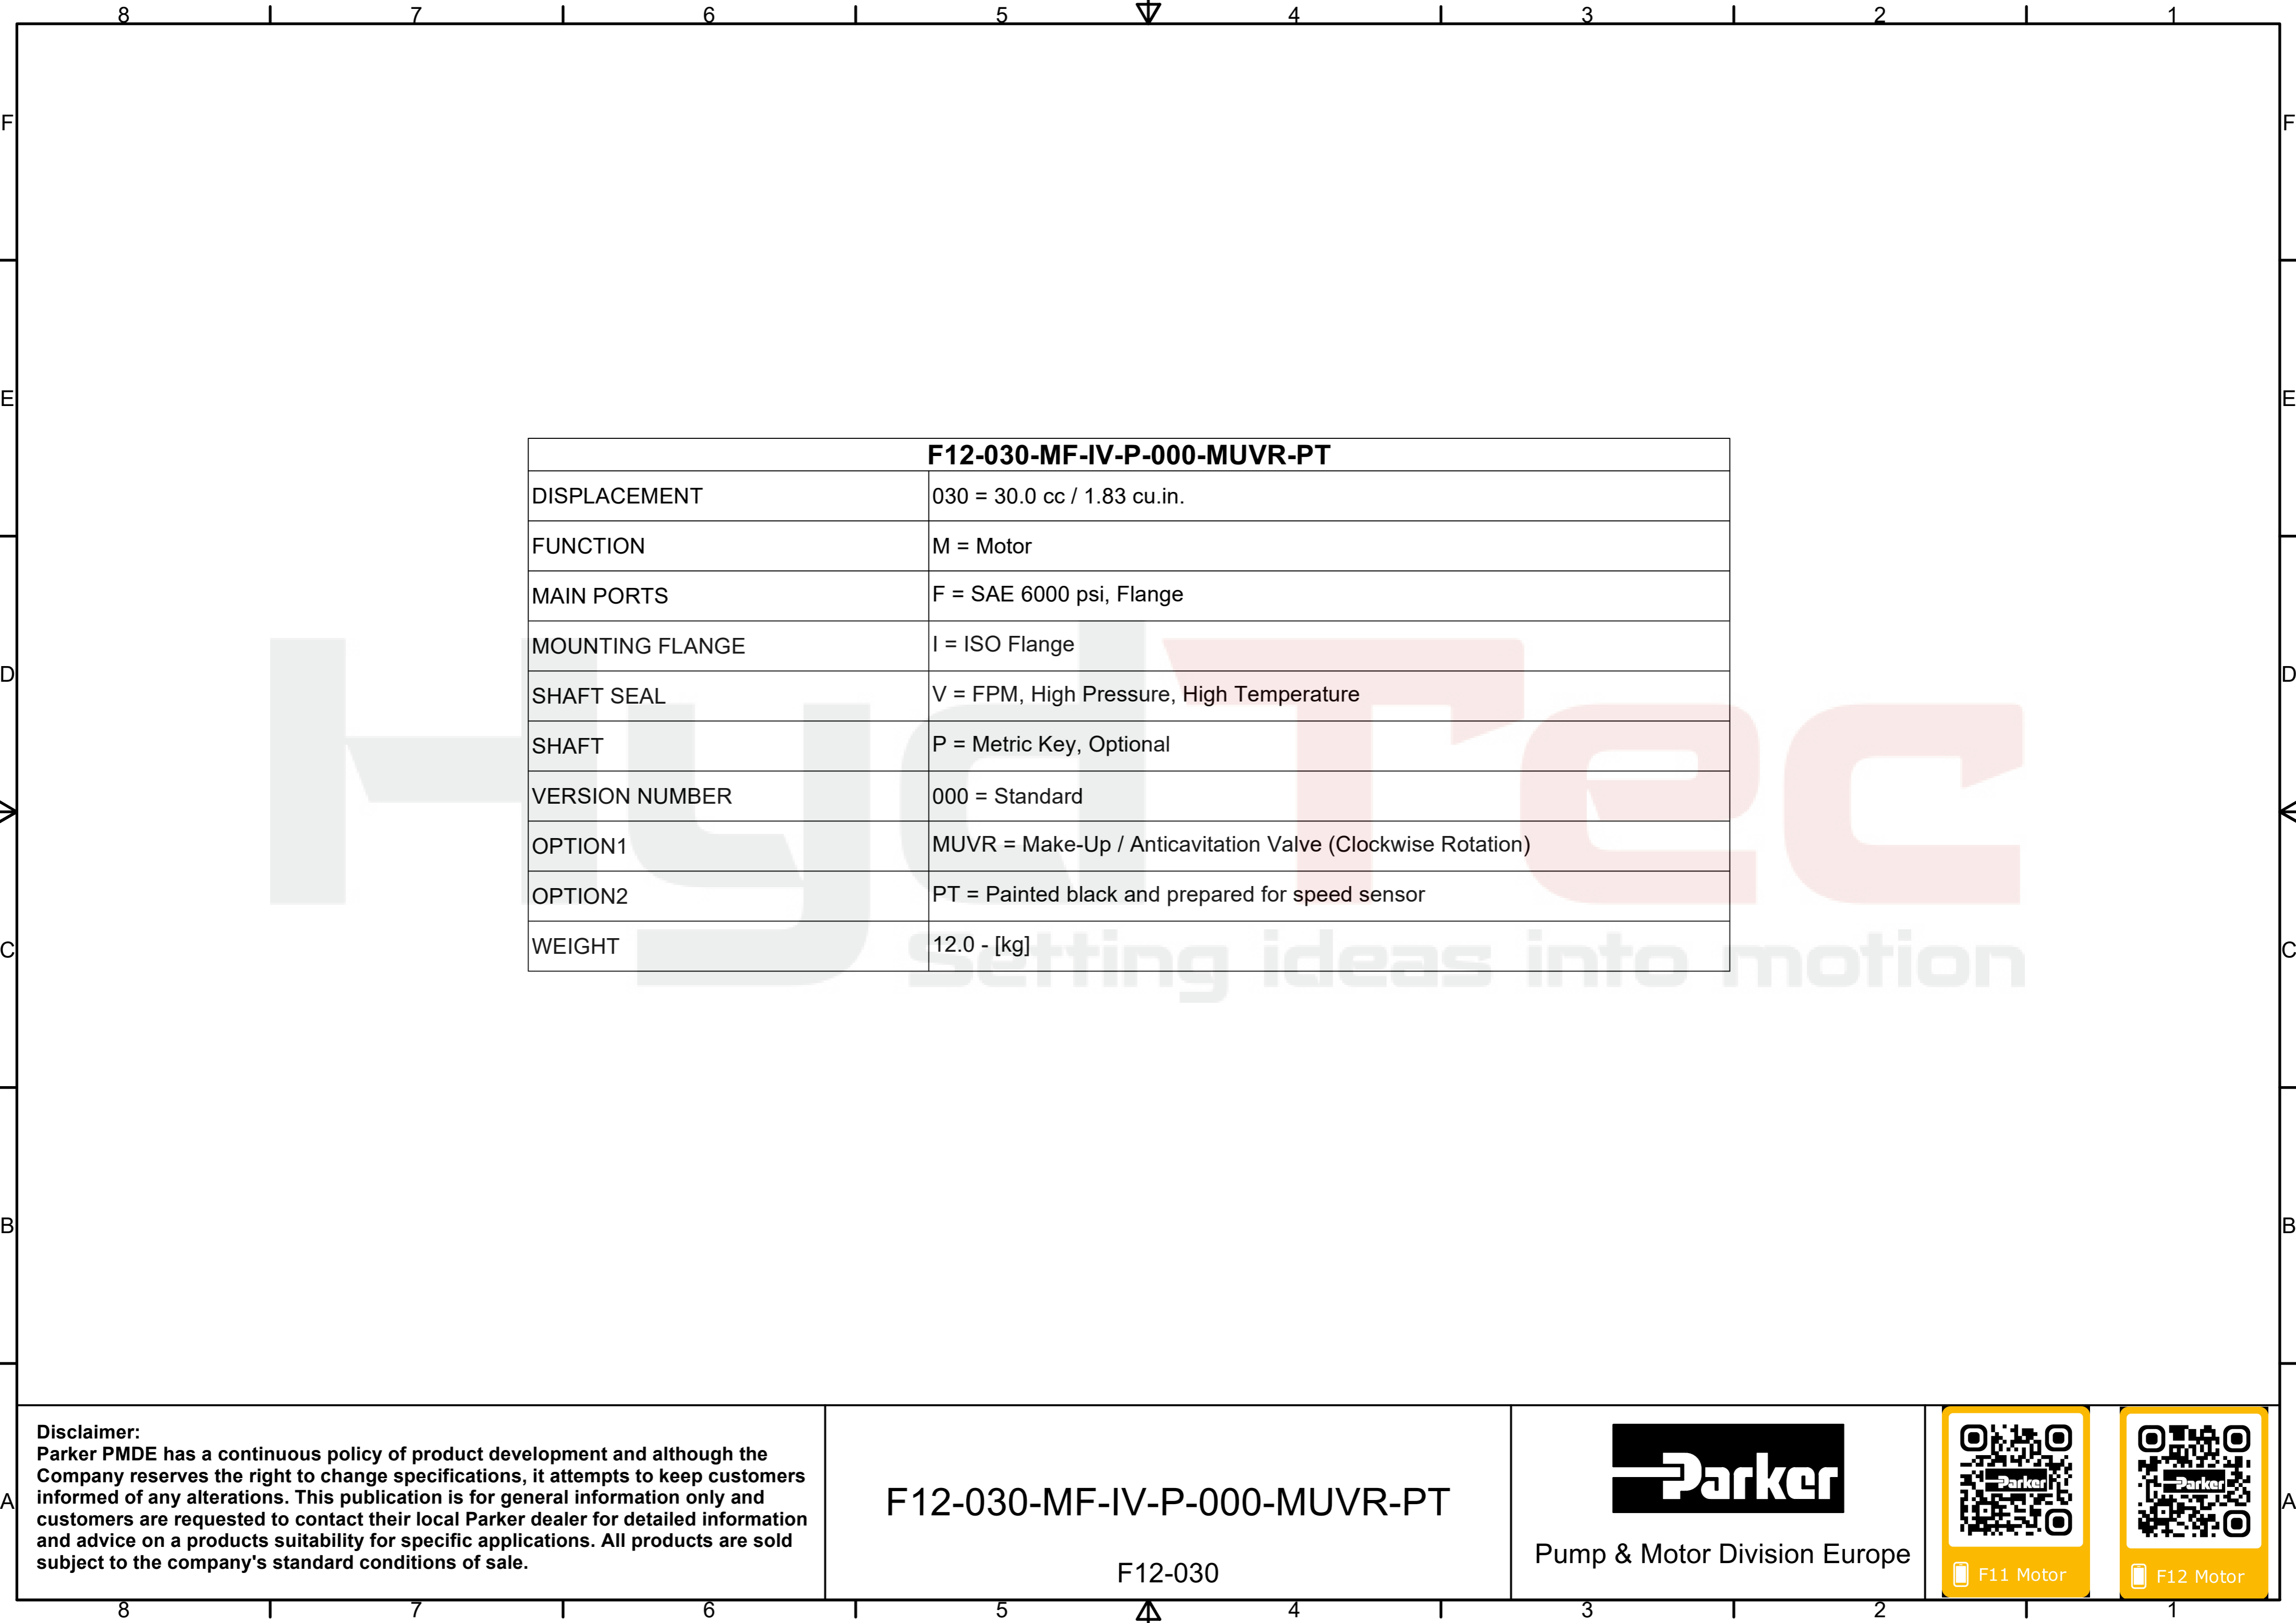 8 7 6 5 4 3 2 1
F F
E E
F12-030-MF-IV-P-000-MUVR-PT
DISPLACEMENT 030 = 30.0 cc / 1.83 cu.in.
FUNCTION M = Motor
MAIN PORTS F = SAE 6000 psi, Flange
MOUNTING FLANGE I = ISO Flange
D D
SHAFT SEAL V = FPM, High Pressure, High Temperature
SHAFT P = Metric Key, Optional
VERSION NUMBER 000 = Standard
OPTION1 MUVR = Make-Up / Anticavitation Valve (Clockwise Rotation)
OPTION2 PT = Painted black and prepared for speed sensor
WEIGHT 12.0 - [kg]
HydTec
Setting ideas into motion
C C
B B
A A
Disclaimer:
Parker PMDE has a continuous policy of product development and although the
Company reserves the right to change specifications, it attempts to keep customers
informed of any alterations. This publication is for general information only and
customers are requested to contact their local Parker dealer for detailed information
and advice on a products suitability for specific applications. All products are sold
subject to the company's standard conditions of sale.
F12-030-MF-IV-P-000-MUVR-PT
F12-030
Parker
Pump & Motor Division Europe
Parker
F11 Motor
Parker
F12 Motor
8 7 6 5 4 3 2 1